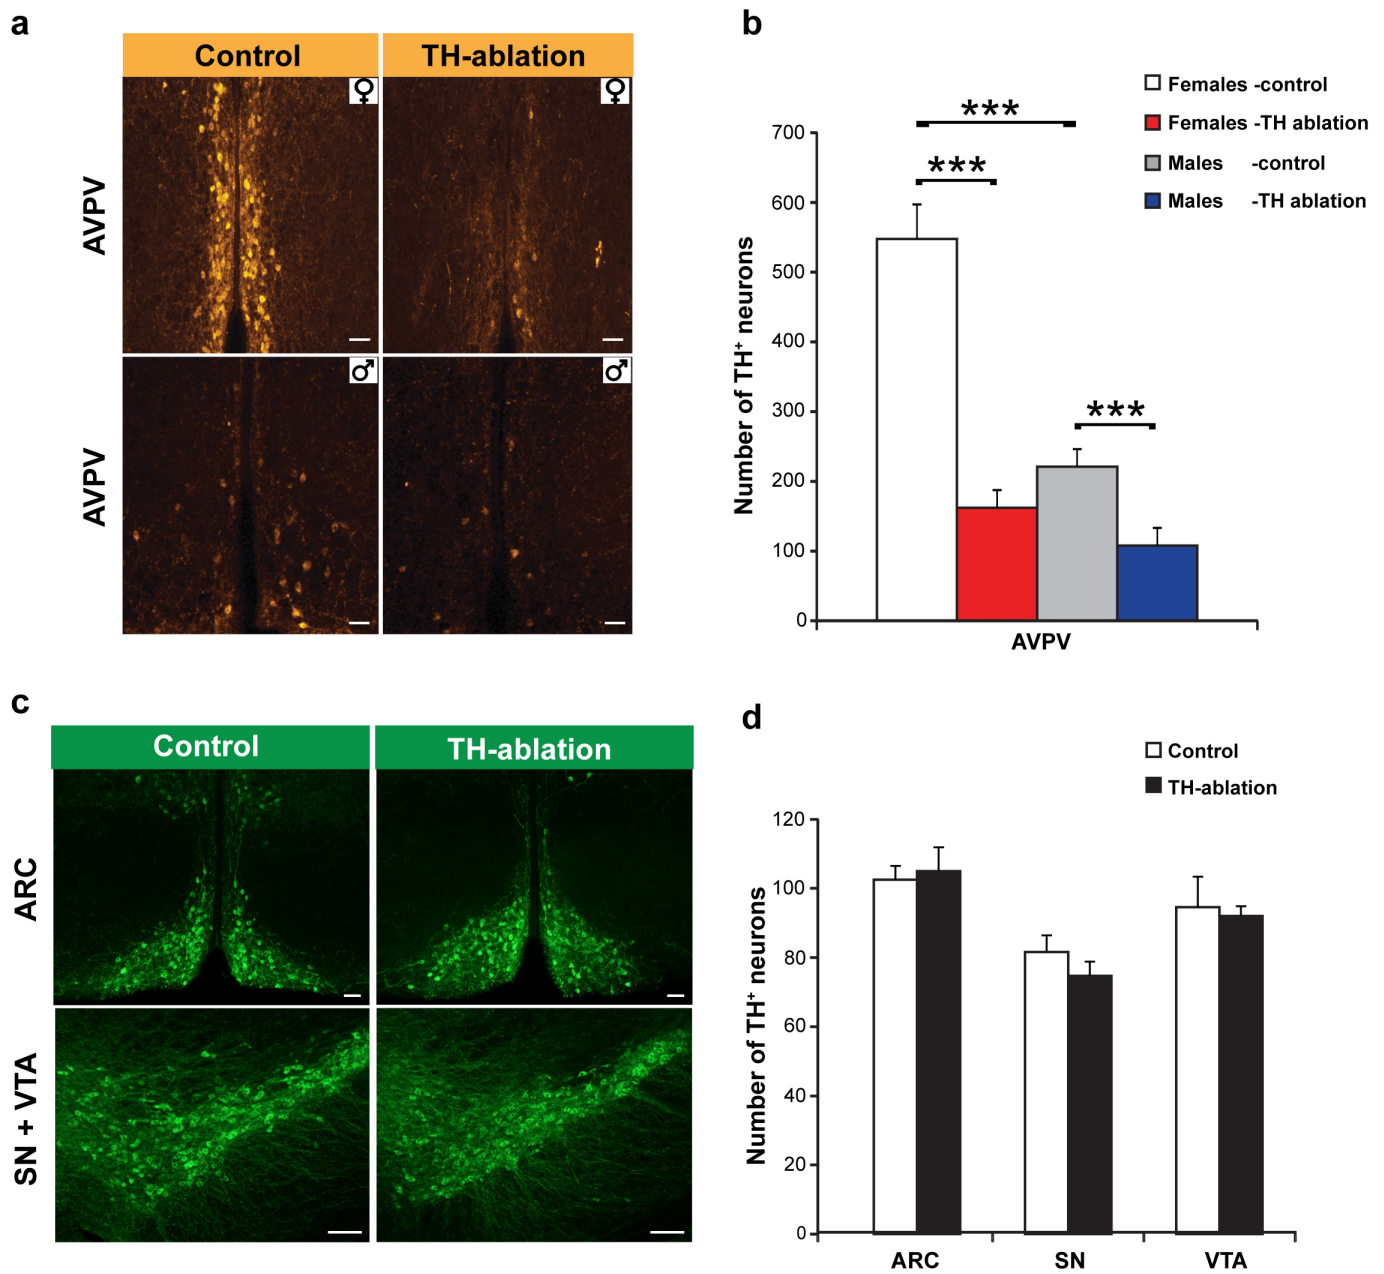 a
Control
TH-ablation
♀
♀
AVPV
♂
♂
AVPV
b
Females -control
Females -TH ablation
Males -control
Males -TH ablation
***
***
***
700
600
500
400
300
200
100
0
Number of TH⁺ neurons
AVPV
c
Control
TH-ablation
ARC
SN + VTA
d
Control
TH-ablation
120
100
80
60
40
20
0
Number of TH⁺ neurons
ARC
SN
VTA